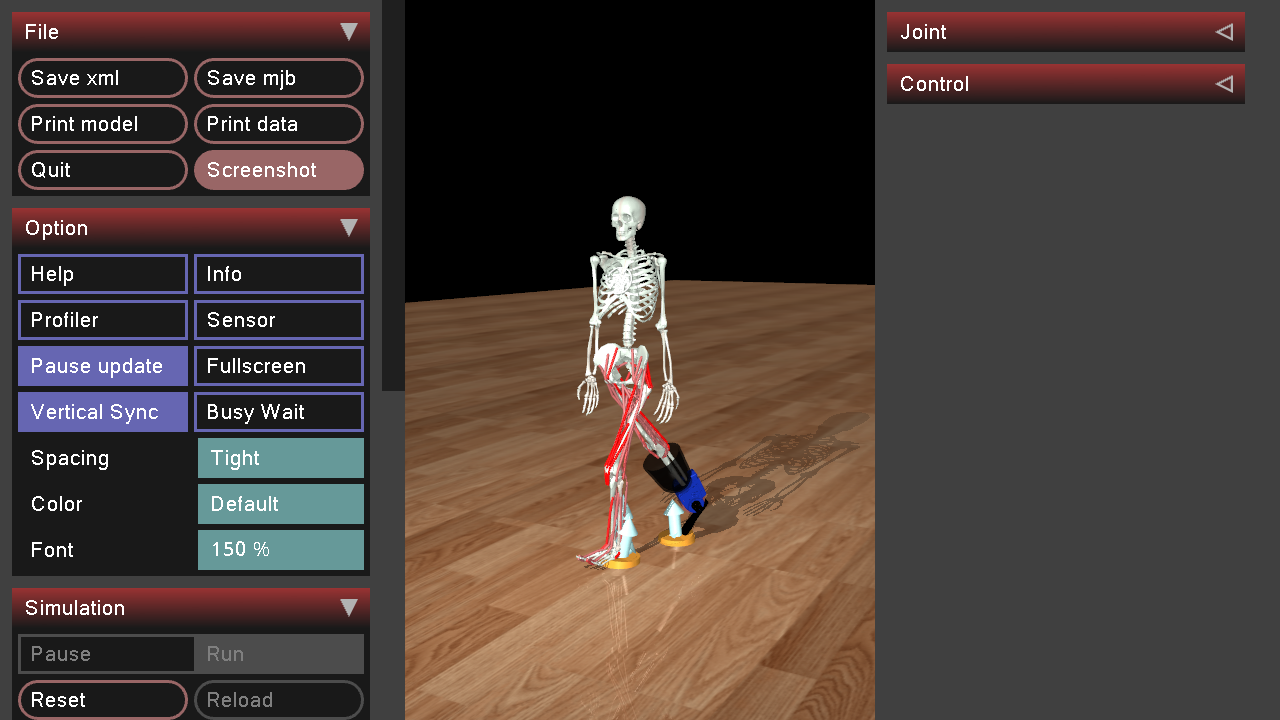 File
Save xml Save mjb
Print model Print data
Quit Screenshot
Option
Help Info
Profiler Sensor
Pause update Fullscreen
Vertical Sync Busy Wait
Spacing Tight
Color Default
Font 150 %
Simulation
Pause Run
Reset Reload
Joint
Control